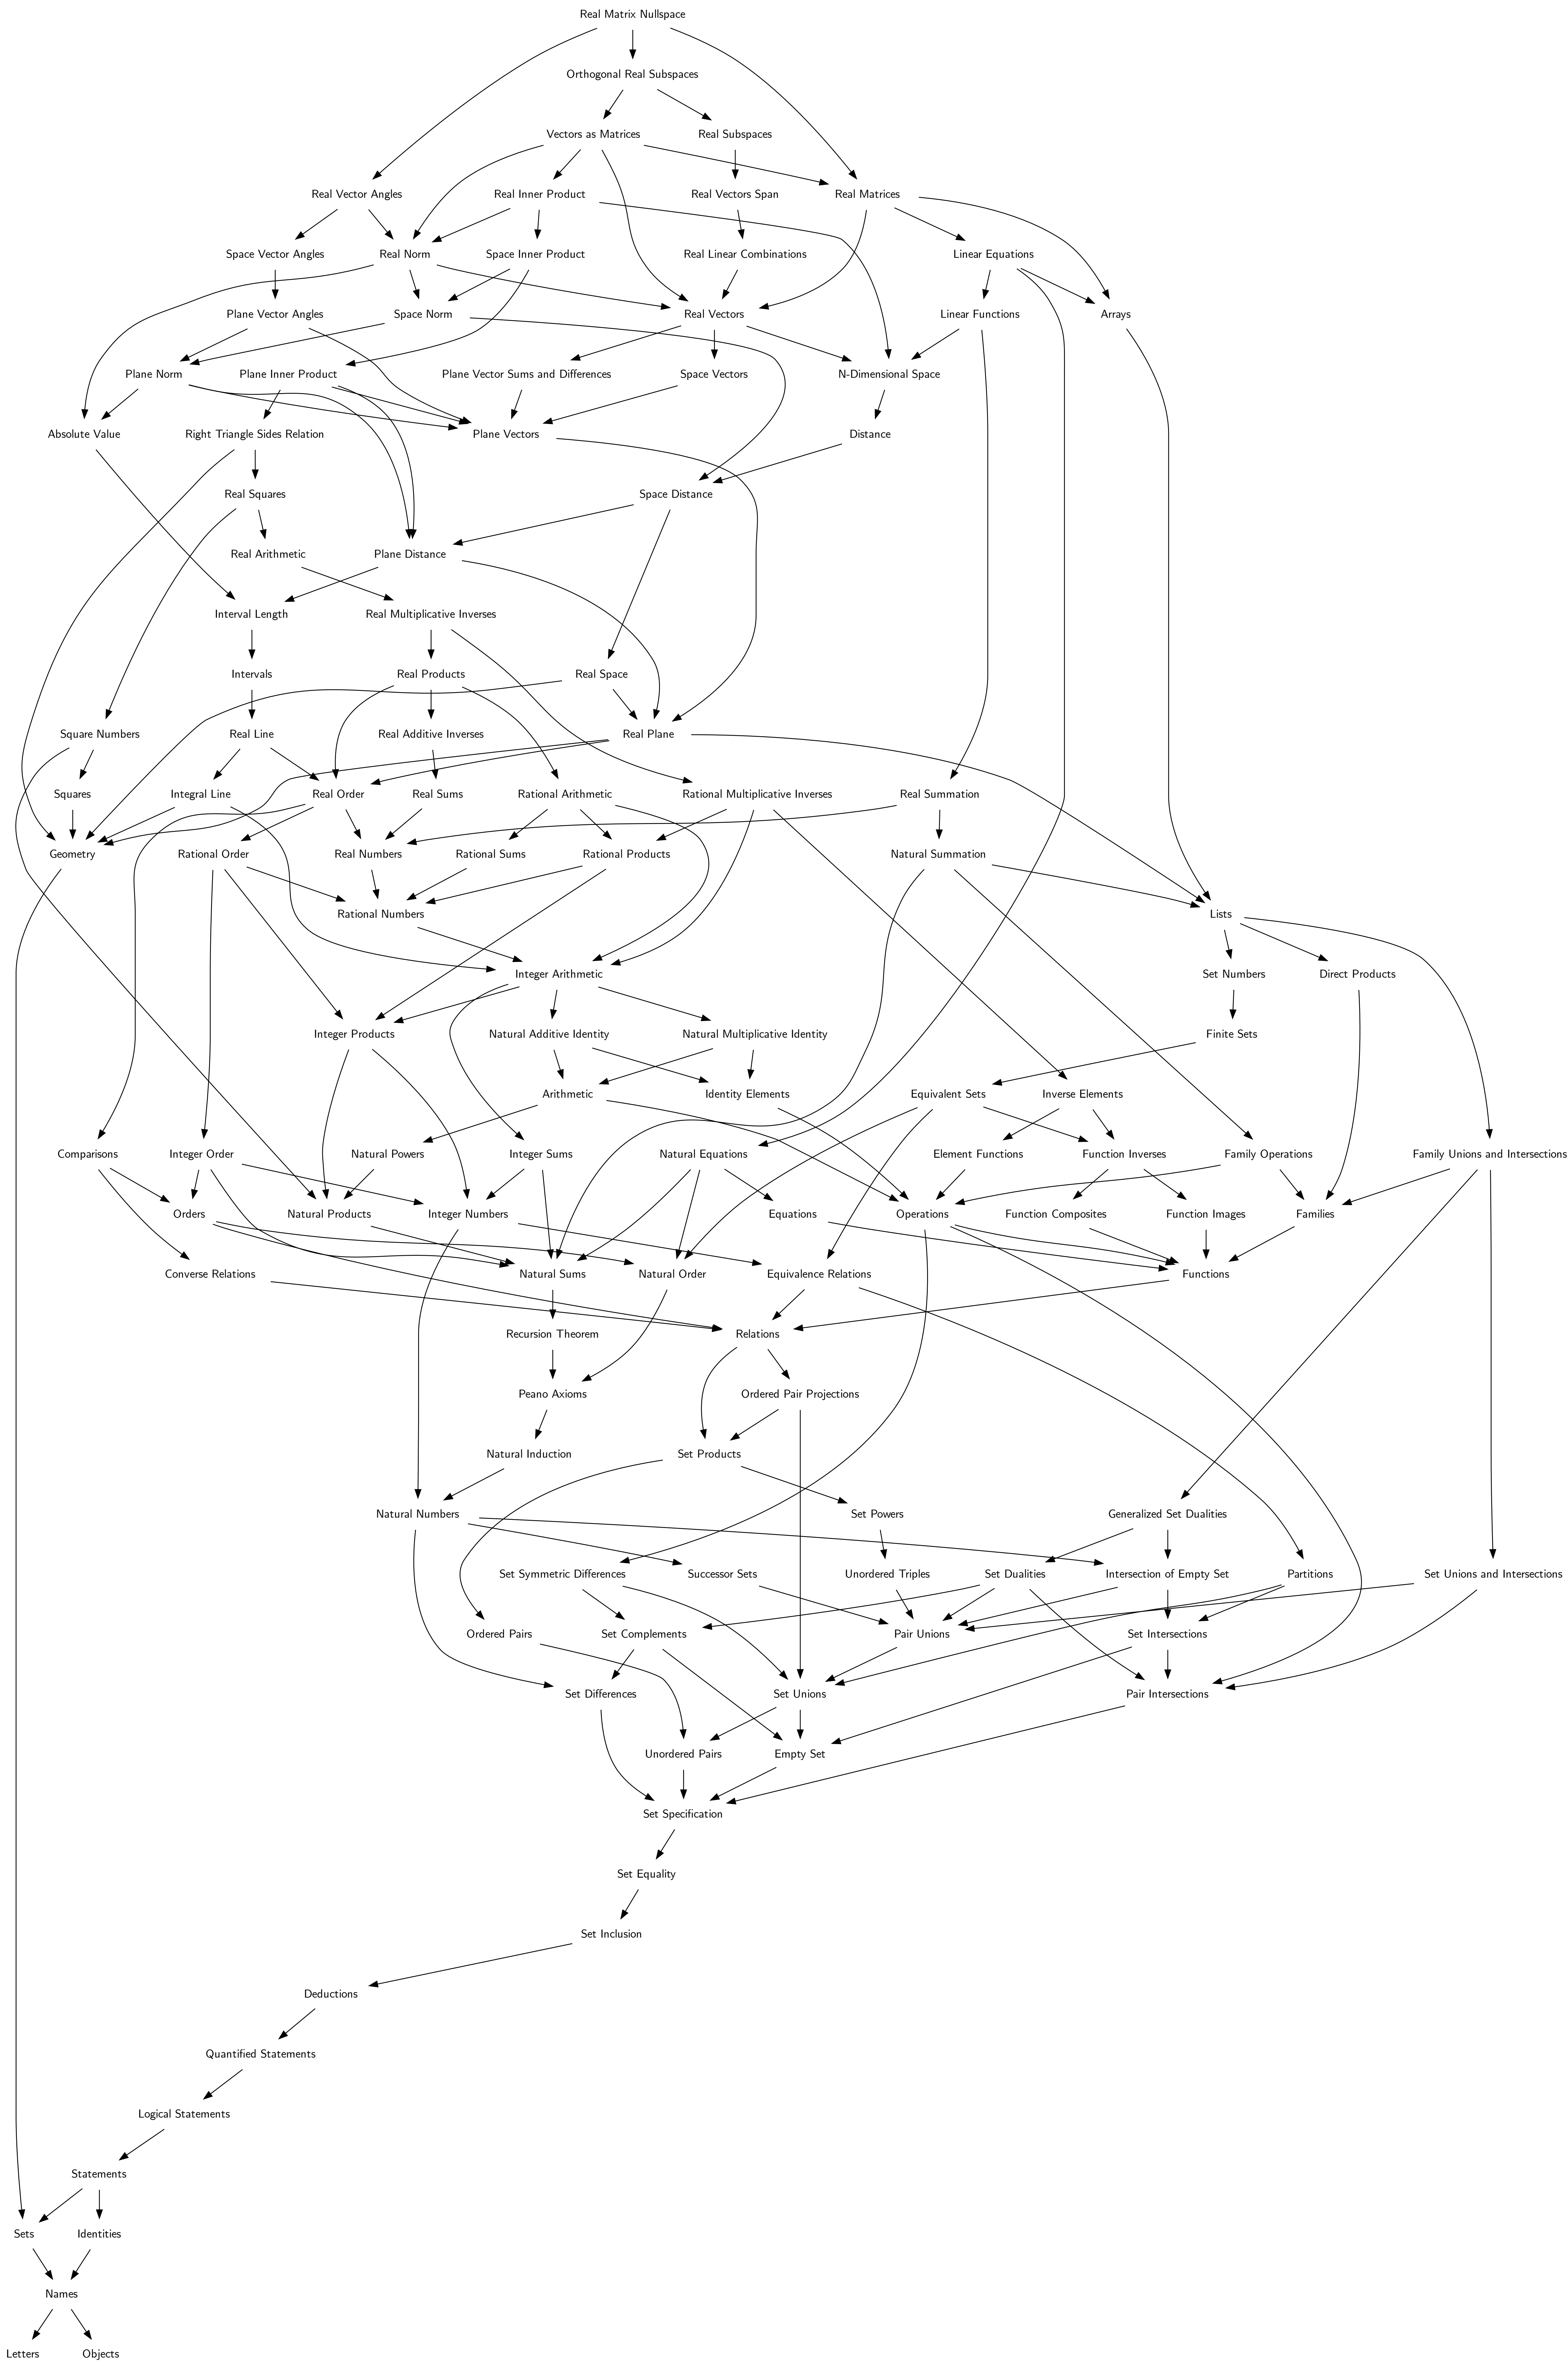 Real Matrix Nullspace
Orthogonal Real Subspaces
Vectors as Matrices
Real Subspaces
Real Vector Angles
Real Inner Product
Real Vectors Span
Real Matrices
Space Vector Angles
Real Norm
Space Inner Product
Real Linear Combinations
Linear Equations
Plane Vector Angles
Space Norm
Real Vectors
Linear Functions
Arrays
Plane Norm
Plane Inner Product
Plane Vector Sums and Differences
Space Vectors
N-Dimensional Space
Absolute Value
Right Triangle Sides Relation
Plane Vectors
Distance
Real Squares
Space Distance
Real Arithmetic
Plane Distance
Interval Length
Real Multiplicative Inverses
Intervals
Real Products
Real Space
Square Numbers
Real Line
Real Additive Inverses
Real Plane
Squares
Integral Line
Real Order
Real Sums
Rational Arithmetic
Rational Multiplicative Inverses
Real Summation
Geometry
Rational Order
Real Numbers
Rational Sums
Rational Products
Natural Summation
Rational Numbers
Lists
Integer Arithmetic
Set Numbers
Direct Products
Integer Products
Natural Additive Identity
Natural Multiplicative Identity
Finite Sets
Arithmetic
Identity Elements
Equivalent Sets
Inverse Elements
Comparisons
Integer Order
Natural Powers
Integer Sums
Natural Equations
Element Functions
Function Inverses
Family Operations
Family Unions and Intersections
Orders
Natural Products
Integer Numbers
Equations
Operations
Function Composites
Function Images
Families
Converse Relations
Natural Sums
Natural Order
Equivalence Relations
Functions
Recursion Theorem
Relations
Peano Axioms
Ordered Pair Projections
Natural Induction
Set Products
Natural Numbers
Set Powers
Generalized Set Dualities
Set Symmetric Differences
Successor Sets
Unordered Triples
Set Dualities
Intersection of Empty Set
Partitions
Set Unions and Intersections
Ordered Pairs
Set Complements
Pair Unions
Set Intersections
Set Differences
Set Unions
Pair Intersections
Unordered Pairs
Empty Set
Set Specification
Set Equality
Set Inclusion
Deductions
Quantified Statements
Logical Statements
Statements
Sets
Identities
Names
Letters
Objects